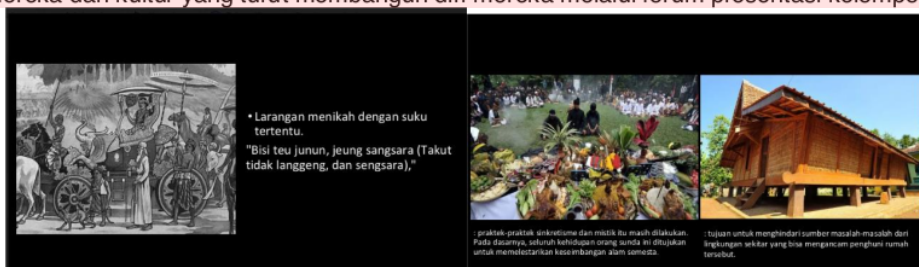 mereka dan kultur yang turut membangun diri mereka melalui forum presentasi kelompo
• Larangan menikah dengan suku
tertentu.
"Bisi teu junun, jeung sangsara (Takut
tidak langgeng, dan sengsara),"
: praktek-praktek sinkretisme dan mistik itu masih dilakukan.
Pada dasarnya, seluruh kehidupan orang sunda ini ditujukan
untuk memelestarikan keseimbangan alam semesta.
: tujuan untuk menghindari sumber masalah-masalah dari
lingkungan sekitar yang bisa mengancam penghuni rumah
tersebut.